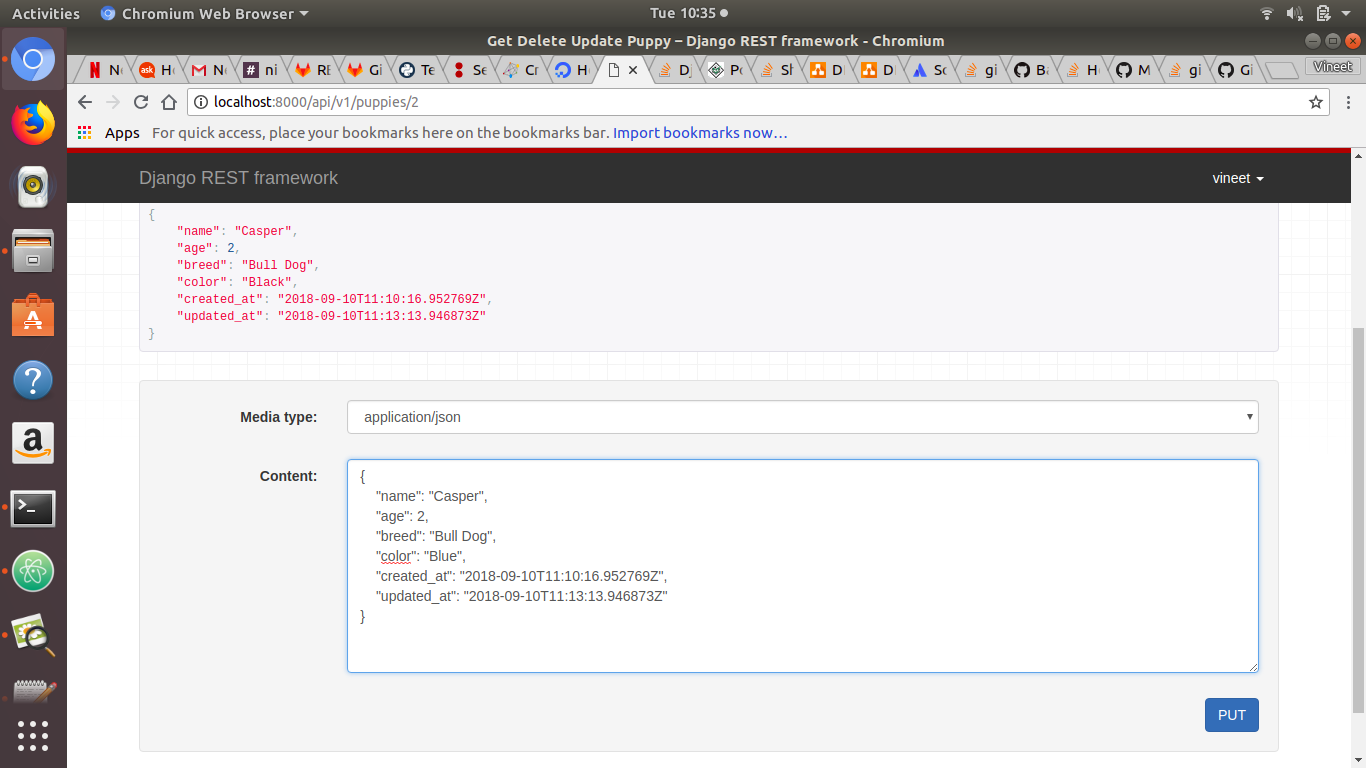 Activities Chromium Web Browser Tue 10:35
Get Delete Update Puppy – Django REST framework - Chromium
N ask H N # ni RE Gi Te Se Cr H × D P Sh D D Sc gi Ba H M gi Gi Vineet
localhost:8000/api/v1/puppies/2
Apps For quick access, place your bookmarks here on the bookmarks bar. Import bookmarks now…
Django REST framework vineet
{
"name": "Casper",
"age": 2,
"breed": "Bull Dog",
"color": "Black",
"created_at": "2018-09-10T11:10:16.952769Z",
"updated_at": "2018-09-10T11:13:13.946873Z"
}
Media type: application/json
Content: {
"name": "Casper",
"age": 2,
"breed": "Bull Dog",
"color": "Blue",
"created_at": "2018-09-10T11:10:16.952769Z",
"updated_at": "2018-09-10T11:13:13.946873Z"
}
PUT